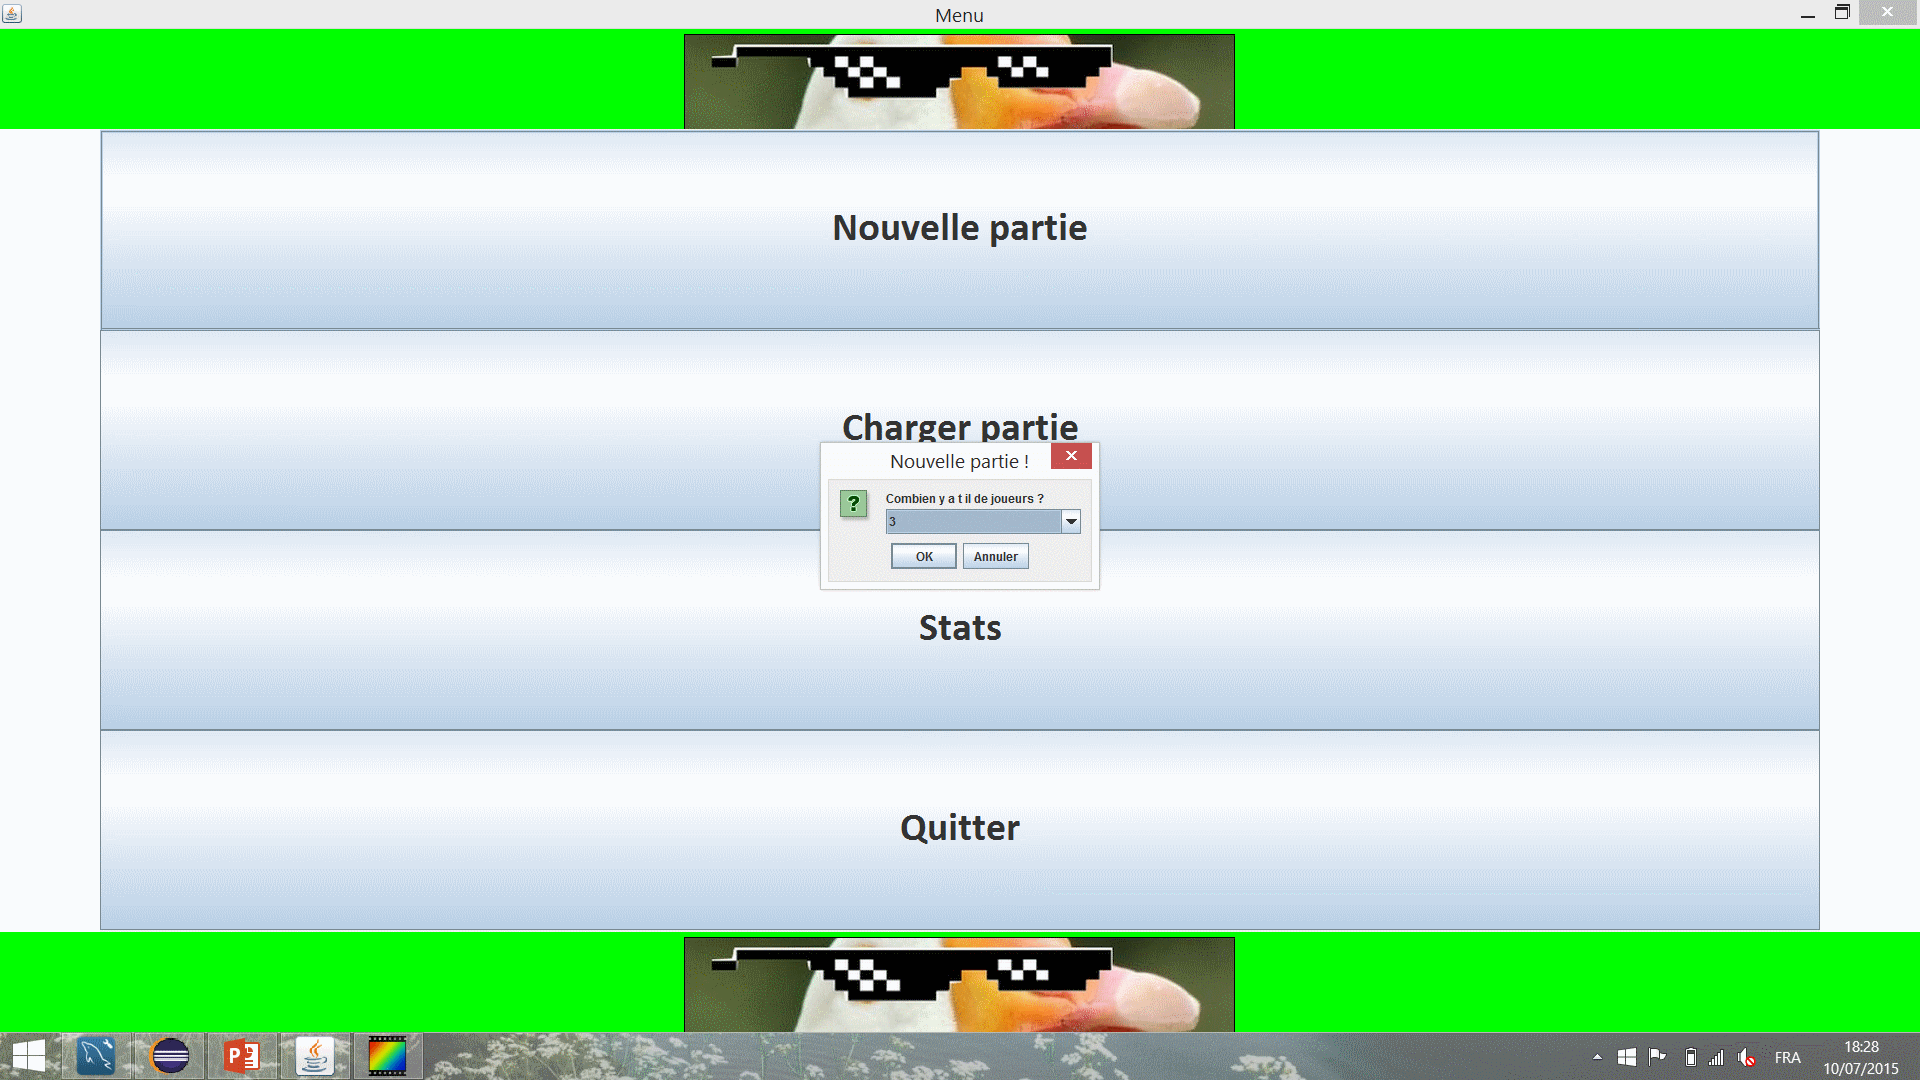 Menu
Nouvelle partie
Charger partie
Nouvelle partie !
Combien y a t il de joueurs ?
3
OK
Annuler
Stats
Quitter
FRA
18:28
10/07/2015